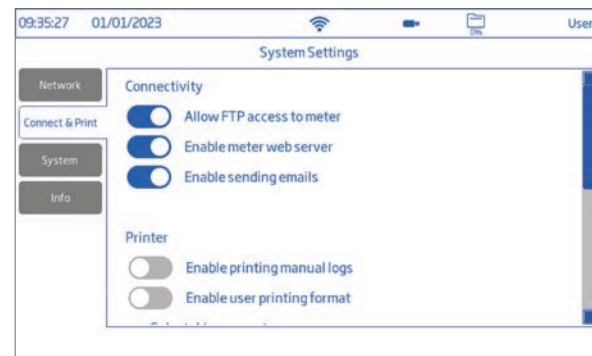 09:35:27 01/01/2023 0% User
System Settings
Network
Connect & Print
System
Info
Connectivity
Allow FTP access to meter
Enable meter web server
Enable sending emails
Printer
Enable printing manual logs
Enable user printing format